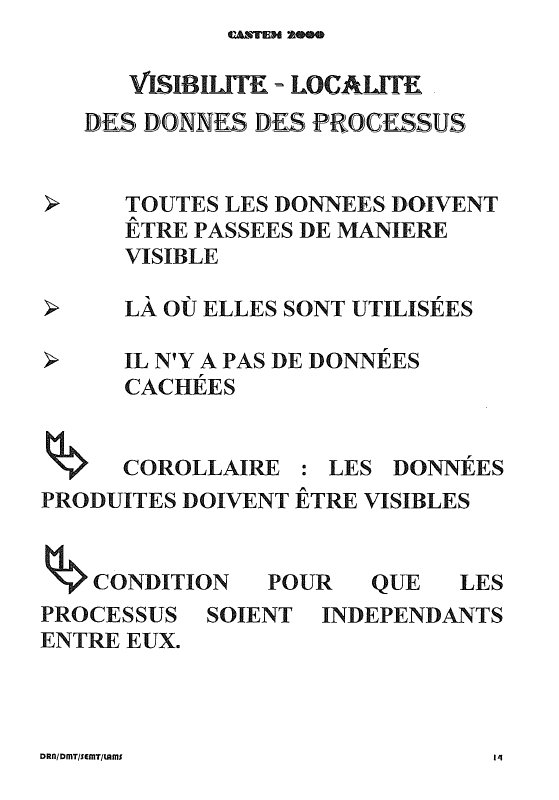 CASTEM 2000
VISIBILITE - LOCALITE
DES DONNES DES PROCESSUS
TOUTES LES DONNEES DOIVENT
ÊTRE PASSEES DE MANIERE
VISIBLE
LÀ OÙ ELLES SONT UTILISÉES
IL N'Y A PAS DE DONNÉES
CACHÉES
COROLLAIRE : LES DONNÉES
PRODUITES DOIVENT ÊTRE VISIBLES
CONDITION POUR QUE LES
PROCESSUS SOIENT INDEPENDANTS
ENTRE EUX.
DRN/DMT/SEMT/LAMS 14